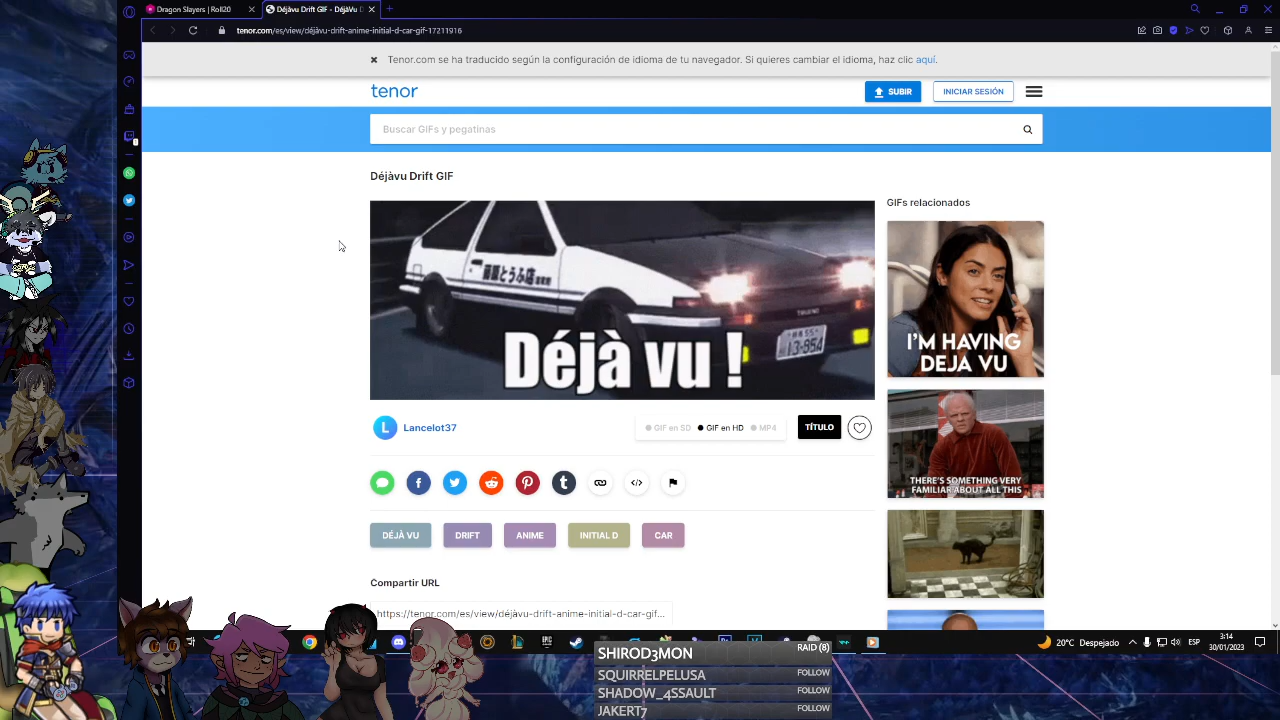 Dragon Slayers | Roll20
Déjàvu Drift GIF - DéjàVu D
tenor.com/es/view/déjàvu-drift-anime-initial-d-car-gif-17211916
Tenor.com se ha traducido según la configuración de idioma de tu navegador. Si quieres cambiar el idioma, haz clic aquí.
tenor
SUBIR
INICIAR SESIÓN
Buscar GIFs y pegatinas
Déjàvu Drift GIF
GIFs relacionados
Déjà vu !
13-954
I'M HAVING
DEJA VU
THERE'S SOMETHING VERY
FAMILIAR ABOUT ALL THIS
L
Lancelot37
GIF en SD
GIF en HD
MP4
TÍTULO
DÉJÀ VU
DRIFT
ANIME
INITIAL D
CAR
Compartir URL
https://tenor.com/es/view/déjàvu-drift-anime-initial-d-car-gif...
20°C Despejado
ESP
3:14
30/01/2023
SHIROD3MON
RAID (8)
SQUIRRELPELUSA
FOLLOW
SHADOW_4SSAULT
FOLLOW
JAKERT7
FOLLOW